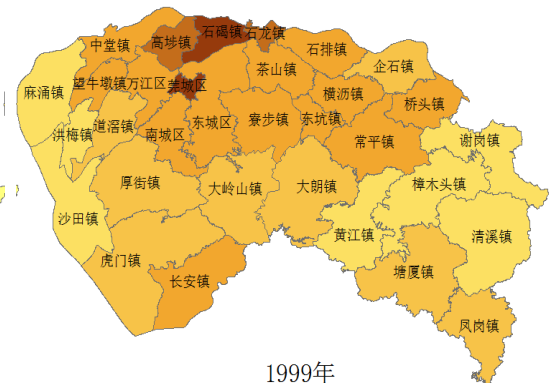 石碣镇
石龙镇
高埗镇
中堂镇
石排镇
企石镇
茶山镇
望牛墩镇
万江区
莞城区
麻涌镇
横沥镇
桥头镇
道滘镇
东城区
寮步镇
东坑镇
洪梅镇
南城区
常平镇
谢岗镇
厚街镇
大岭山镇
大朗镇
樟木头镇
沙田镇
黄江镇
清溪镇
虎门镇
长安镇
塘厦镇
凤岗镇
1999年